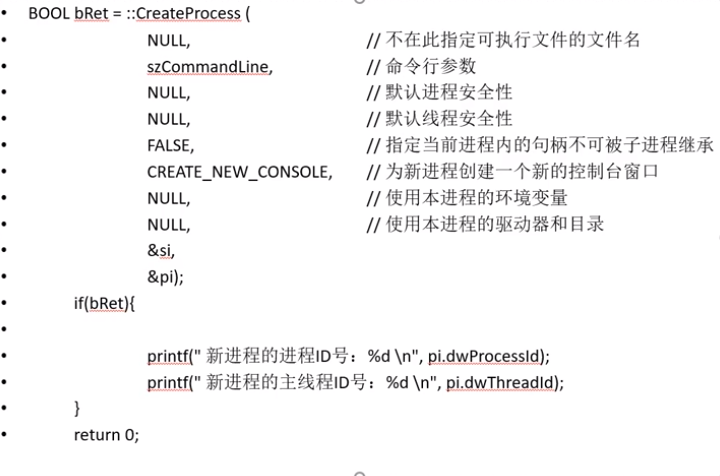 • BOOL bRet = ::CreateProcess (
• NULL, // 不在此指定可执行文件的文件名
• szCommandLine, // 命令行参数
• NULL, // 默认进程安全性
• NULL, // 默认线程安全性
• FALSE, // 指定当前进程内的句柄不可被子进程继承
• CREATE_NEW_CONSOLE, // 为新进程创建一个新的控制台窗口
• NULL, // 使用本进程的环境变量
• NULL, // 使用本进程的驱动器和目录
• &si,
• &pi);
• if(bRet){
•
• printf(" 新进程的进程ID号：%d \n", pi.dwProcessId);
• printf(" 新进程的主线程ID号：%d \n", pi.dwThreadId);
• }
• return 0;